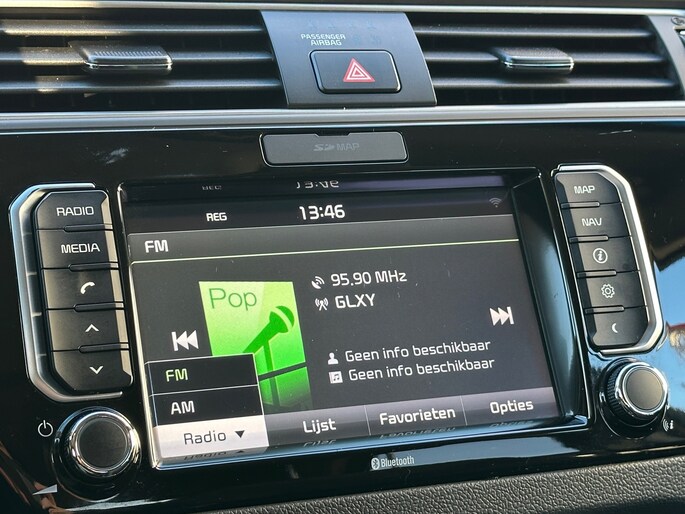 PASSENGER
AIRBAG
SD MAP
RADIO
MEDIA
MAP
NAV
REG 13:46
FM
Pop
95.90 MHz
GLXY
Geen info beschikbaar
Geen info beschikbaar
FM
AM
Radio Lijst Favorieten Opties
Bluetooth